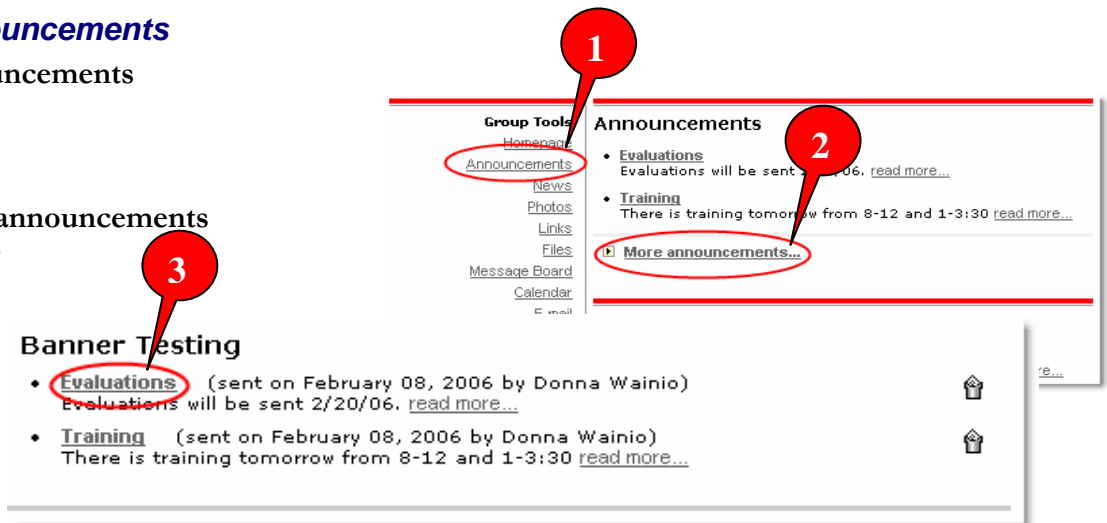 ouncements
uncements
announcements
1
2
3
Group Tools
Homepage
Announcements
News
Photos
Links
Files
Message Board
Calendar
E-mail
Announcements
• Evaluations
Evaluations will be sent 06. read more...
• Training
There is training tomorrow from 8-12 and 1-3:30 read more...
More announcements...
re...
Banner Testing
• Evaluations (sent on February 08, 2006 by Donna Wainio)
Evaluations will be sent 2/20/06. read more...
• Training (sent on February 08, 2006 by Donna Wainio)
There is training tomorrow from 8-12 and 1-3:30 read more...